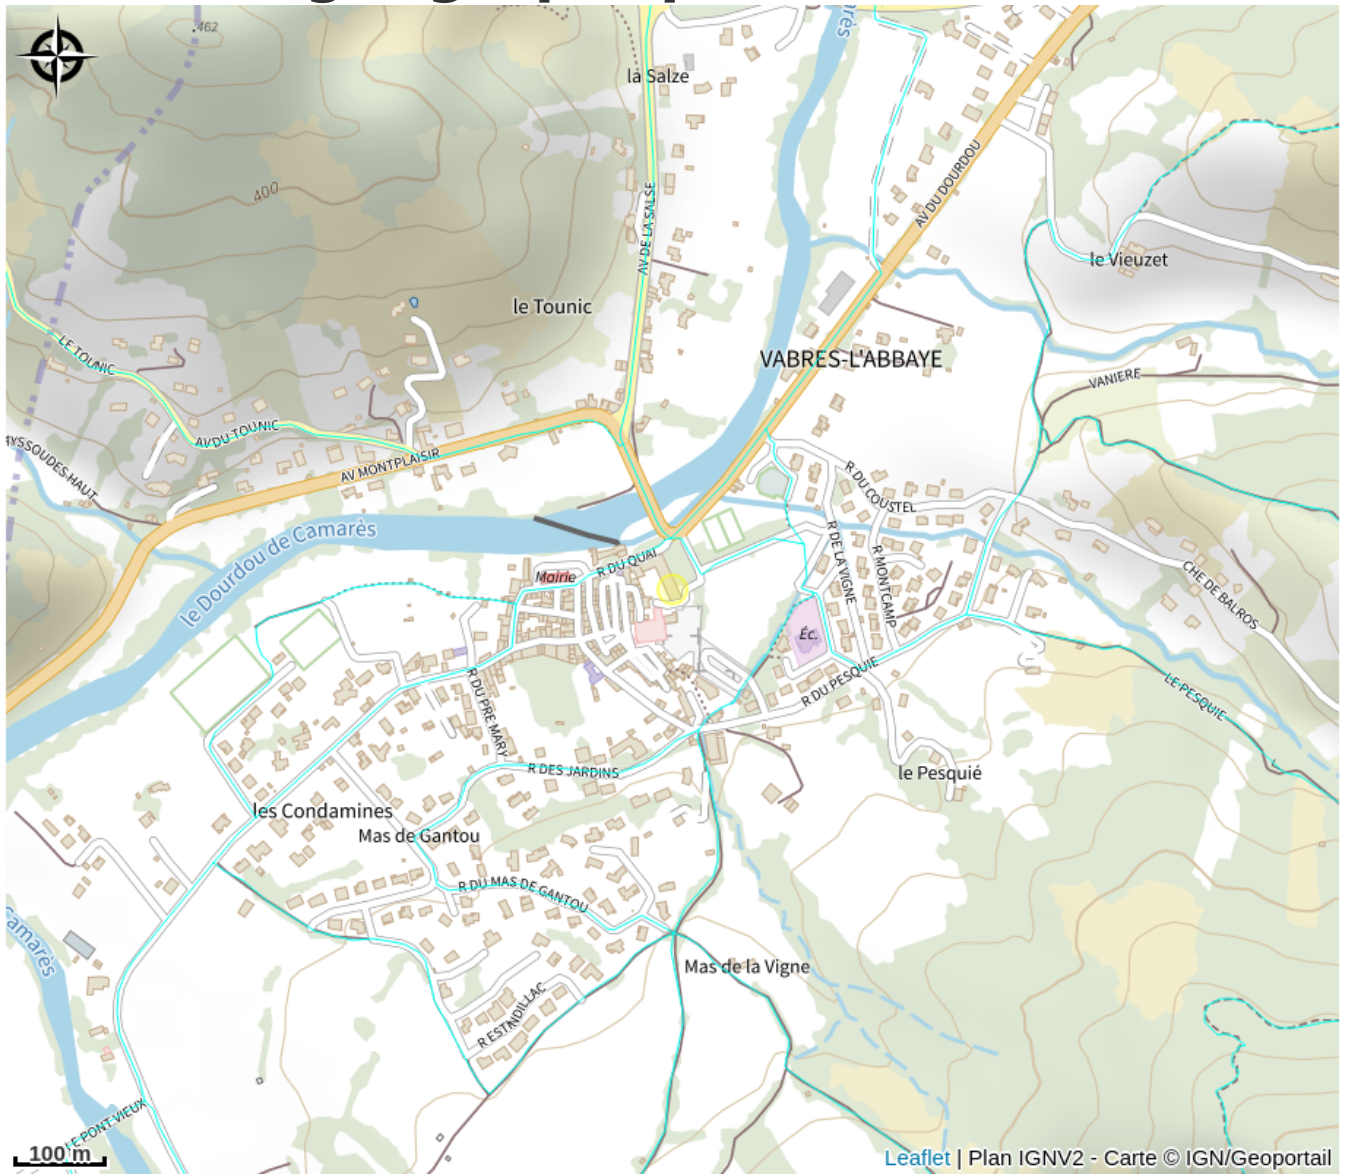 462
Camarès
la Salze
400
AV DE LA SALSE
AV DU DOURDOU
le Vieuzet
le Tounic
LE TOUNIC
VABRES-L'ABBAYE
VANIERE
AV DU TOUNIC
AYSSOUDES HAUT
AV MONTPLAISIR
R DU COUSTEL
le Dourdou de Camarès
R DU QUAI
Mairie
R DE LA VIGNE
R MONTCAMP
CHE DE BALROS
Éc.
R DU PESQUIE
LE PESQUIE
R DU PRE MARY
R DES JARDINS
le Pesquié
les Condamines
Mas de Gantou
R DU MAS DE GANTOU
Camarès
Mas de la Vigne
R ESTANDILLAC
LE PONT VIEUX
100 m
Leaflet | Plan IGNV2 - Carte © IGN/Geoportail